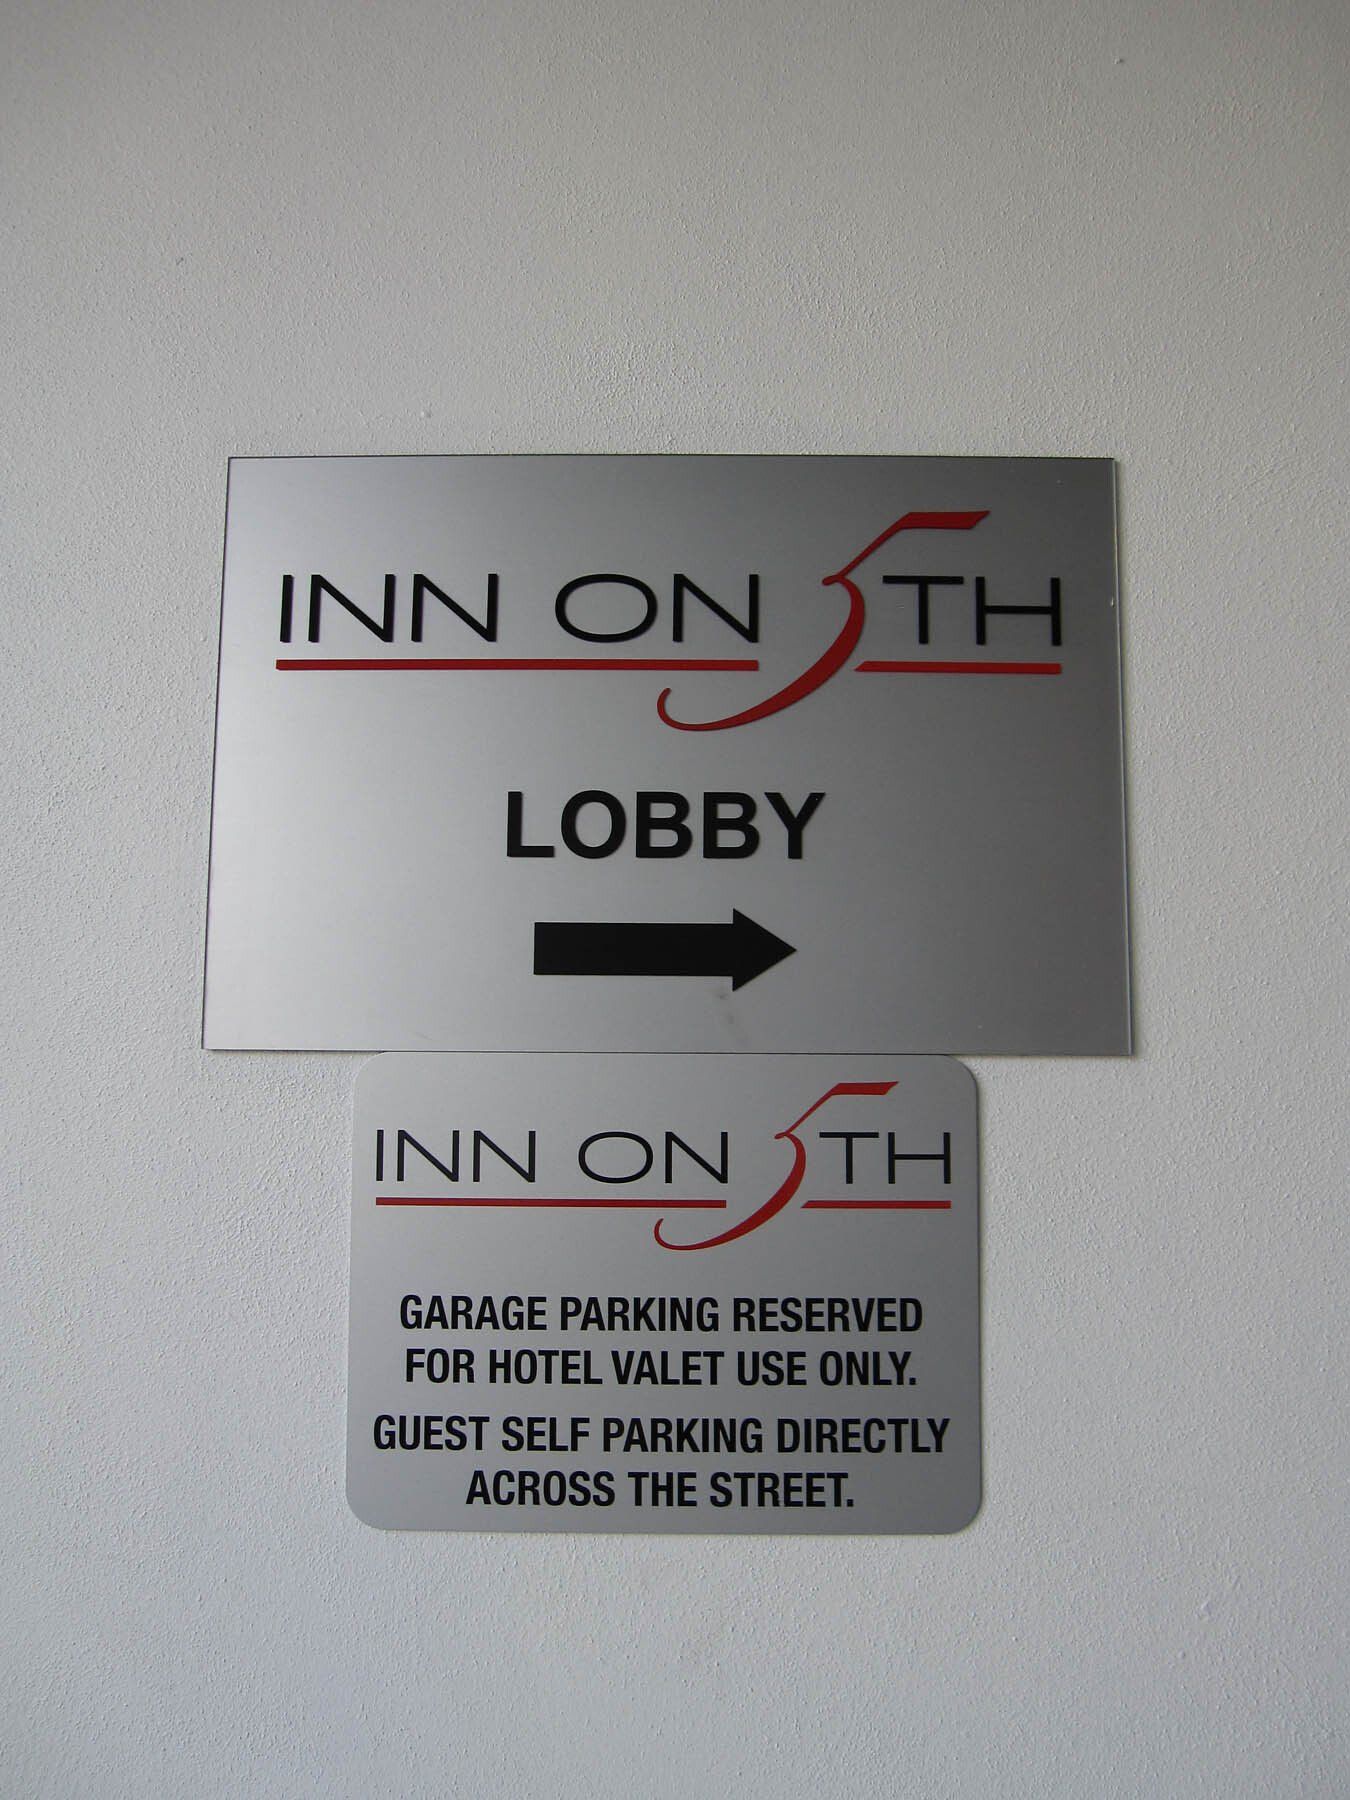 INN ON 5TH
LOBBY
INN ON 5TH
GARAGE PARKING RESERVED
FOR HOTEL VALET USE ONLY.
GUEST SELF PARKING DIRECTLY
ACROSS THE STREET.